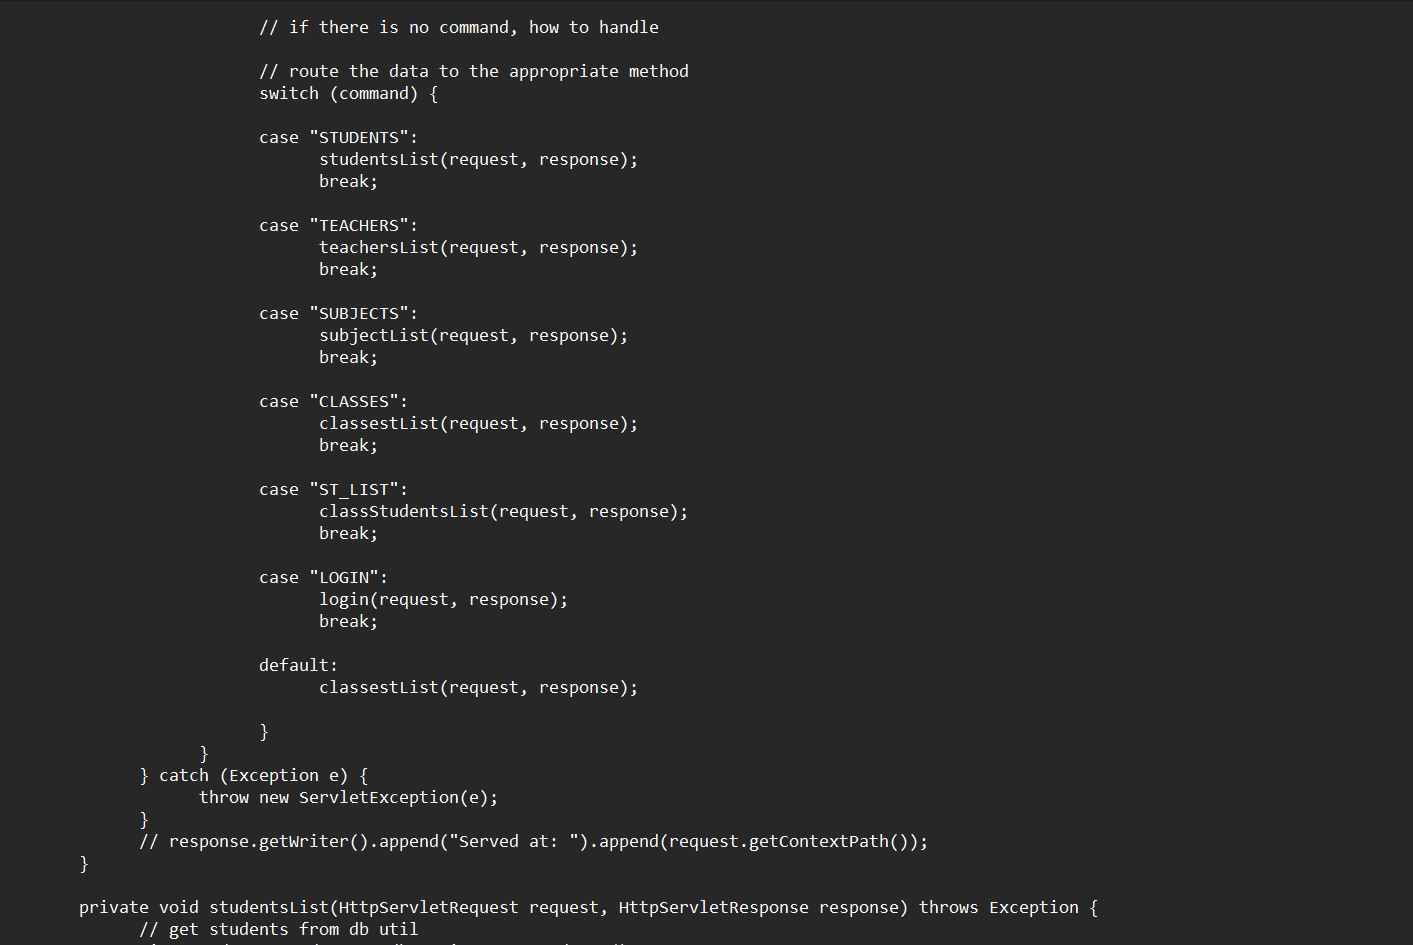 // if there is no command, how to handle
// route the data to the appropriate method
switch (command) {
case "STUDENTS":
studentsList(request, response);
break;
case "TEACHERS":
teachersList(request, response);
break;
case "SUBJECTS":
subjectList(request, response);
break;
case "CLASSES":
classestList(request, response);
break;
case "ST_LIST":
classStudentsList(request, response);
break;
case "LOGIN":
login(request, response);
break;
default:
classestList(request, response);
}
}
} catch (Exception e) {
throw new ServletException(e);
}
// response.getWriter().append("Served at: ").append(request.getContextPath());
}
private void studentsList(HttpServletRequest request, HttpServletResponse response) throws Exception {
// get students from db util